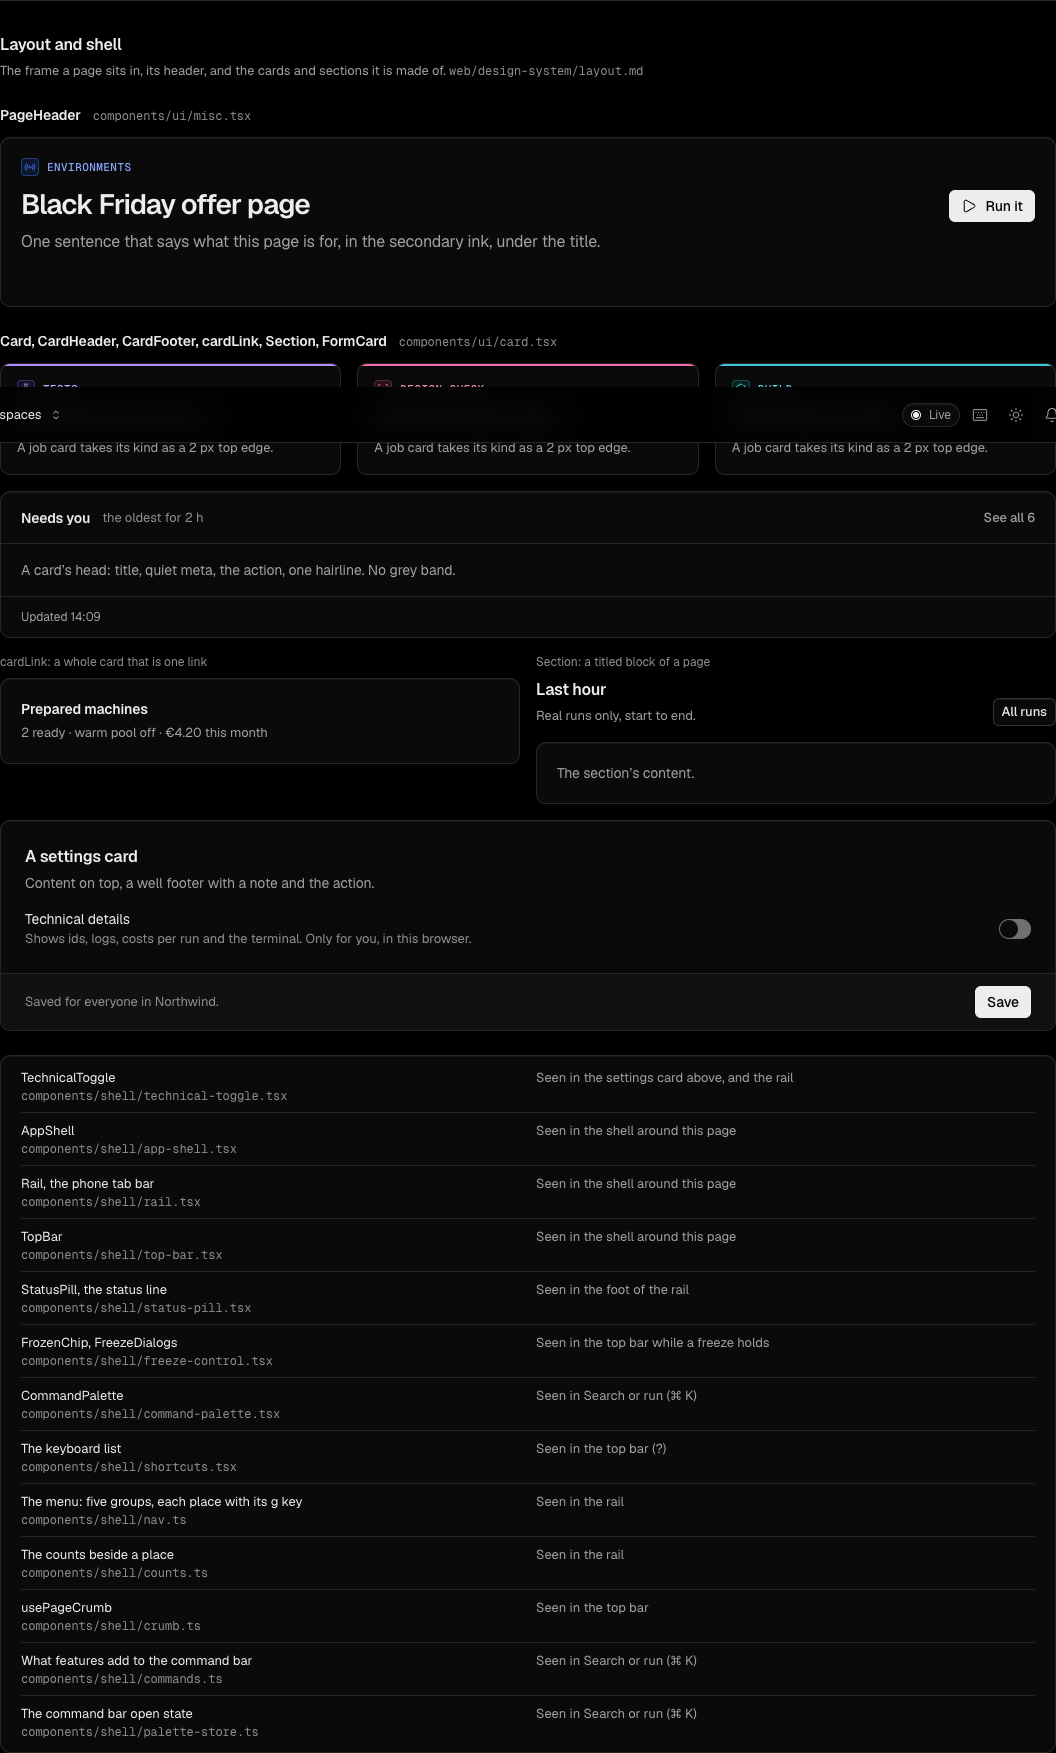 Layout and shell
The frame a page sits in, its header, and the cards and sections it is made of. web/design-system/layout.md
PageHeader components/ui/misc.tsx
ENVIRONMENTS
Black Friday offer page
Run it
One sentence that says what this page is for, in the secondary ink, under the title.
Card, CardHeader, CardFooter, cardLink, Section, FormCard components/ui/card.tsx
TESTS DESIGN CHECK BUILD
spaces Live
A job card takes its kind as a 2 px top edge. A job card takes its kind as a 2 px top edge. A job card takes its kind as a 2 px top edge.
Needs you the oldest for 2 h See all 6
A card's head: title, quiet meta, the action, one hairline. No grey band.
Updated 14:09
cardLink: a whole card that is one link
Prepared machines
2 ready · warm pool off · €4.20 this month
Section: a titled block of a page
Last hour
Real runs only, start to end.
All runs
The section's content.
A settings card
Content on top, a well footer with a note and the action.
Technical details
Shows ids, logs, costs per run and the terminal. Only for you, in this browser.
Saved for everyone in Northwind. Save
TechnicalToggle Seen in the settings card above, and the rail
components/shell/technical-toggle.tsx
AppShell Seen in the shell around this page
components/shell/app-shell.tsx
Rail, the phone tab bar Seen in the shell around this page
components/shell/rail.tsx
TopBar Seen in the shell around this page
components/shell/top-bar.tsx
StatusPill, the status line Seen in the foot of the rail
components/shell/status-pill.tsx
FrozenChip, FreezeDialogs Seen in the top bar while a freeze holds
components/shell/freeze-control.tsx
CommandPalette Seen in Search or run (⌘ K)
components/shell/command-palette.tsx
The keyboard list Seen in the top bar (?)
components/shell/shortcuts.tsx
The menu: five groups, each place with its g key Seen in the rail
components/shell/nav.ts
The counts beside a place Seen in the rail
components/shell/counts.ts
usePageCrumb Seen in the top bar
components/shell/crumb.ts
What features add to the command bar Seen in Search or run (⌘ K)
components/shell/commands.ts
The command bar open state Seen in Search or run (⌘ K)
components/shell/palette-store.ts